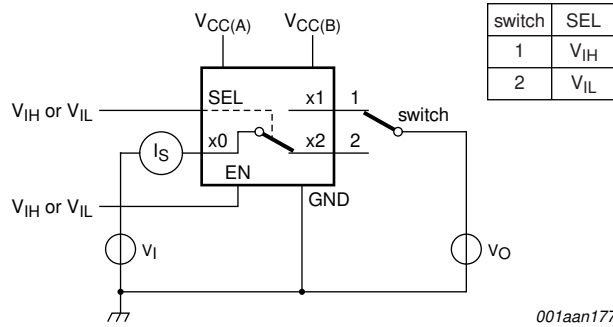 VCC(A) VCC(B)
switch SEL
1 VIH
2 VIL
VIH or VIL SEL x1 1 switch
IS x0 x2 2
EN
VIH or VIL GND
VI VO
001aan177